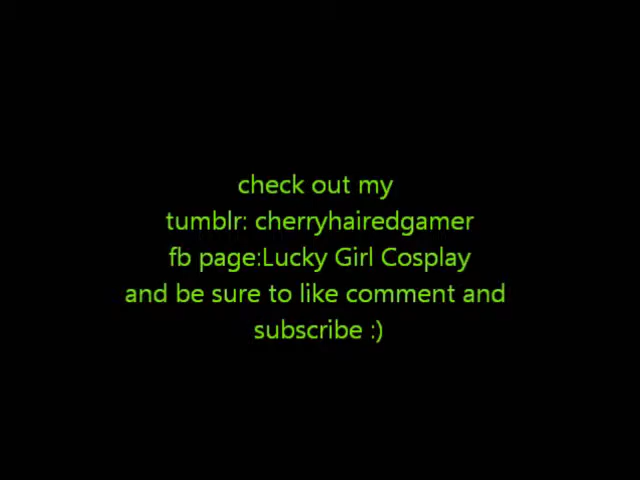 check out my
tumblr: cherryhairedgamer
fb page:Lucky Girl Cosplay
and be sure to like comment and
subscribe :)